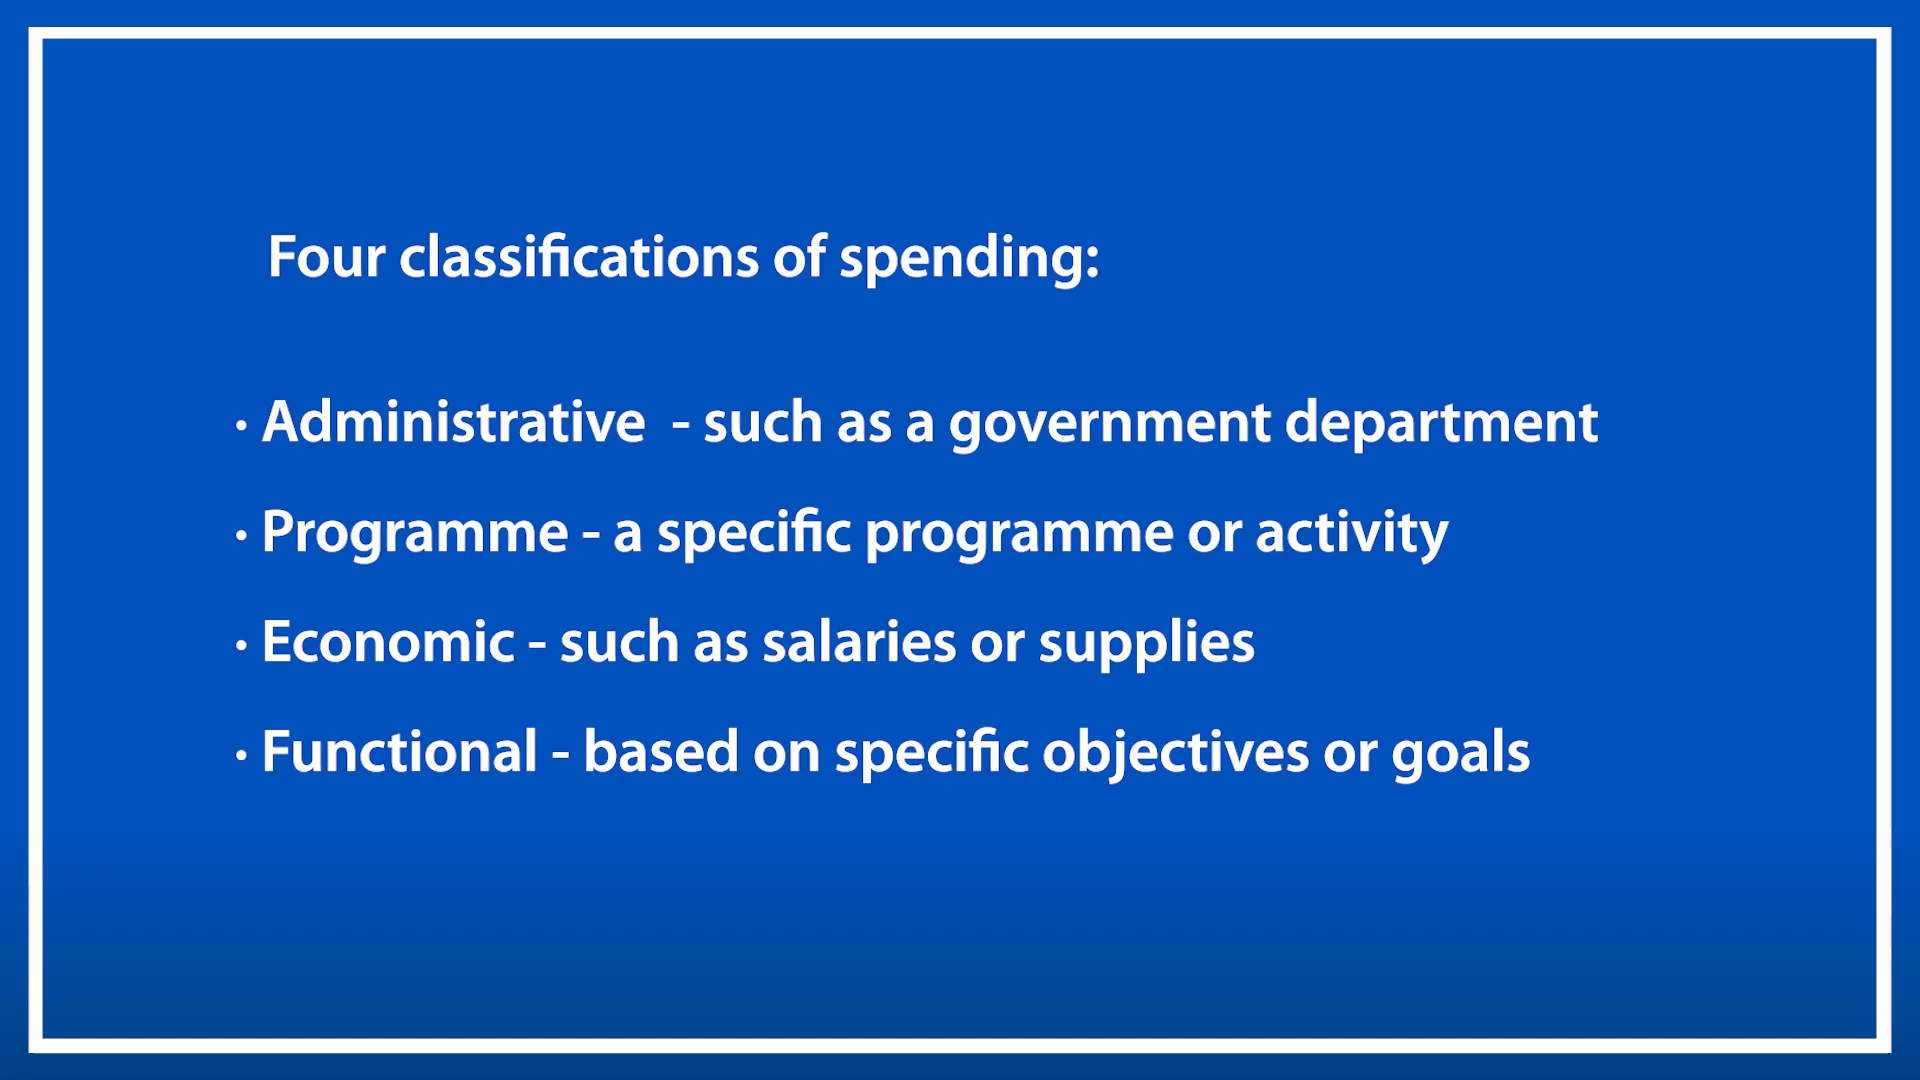 Four classifications of spending:
· Administrative  - such as a government department
· Programme - a specific programme or activity
· Economic - such as salaries or supplies
· Functional - based on specific objectives or goals